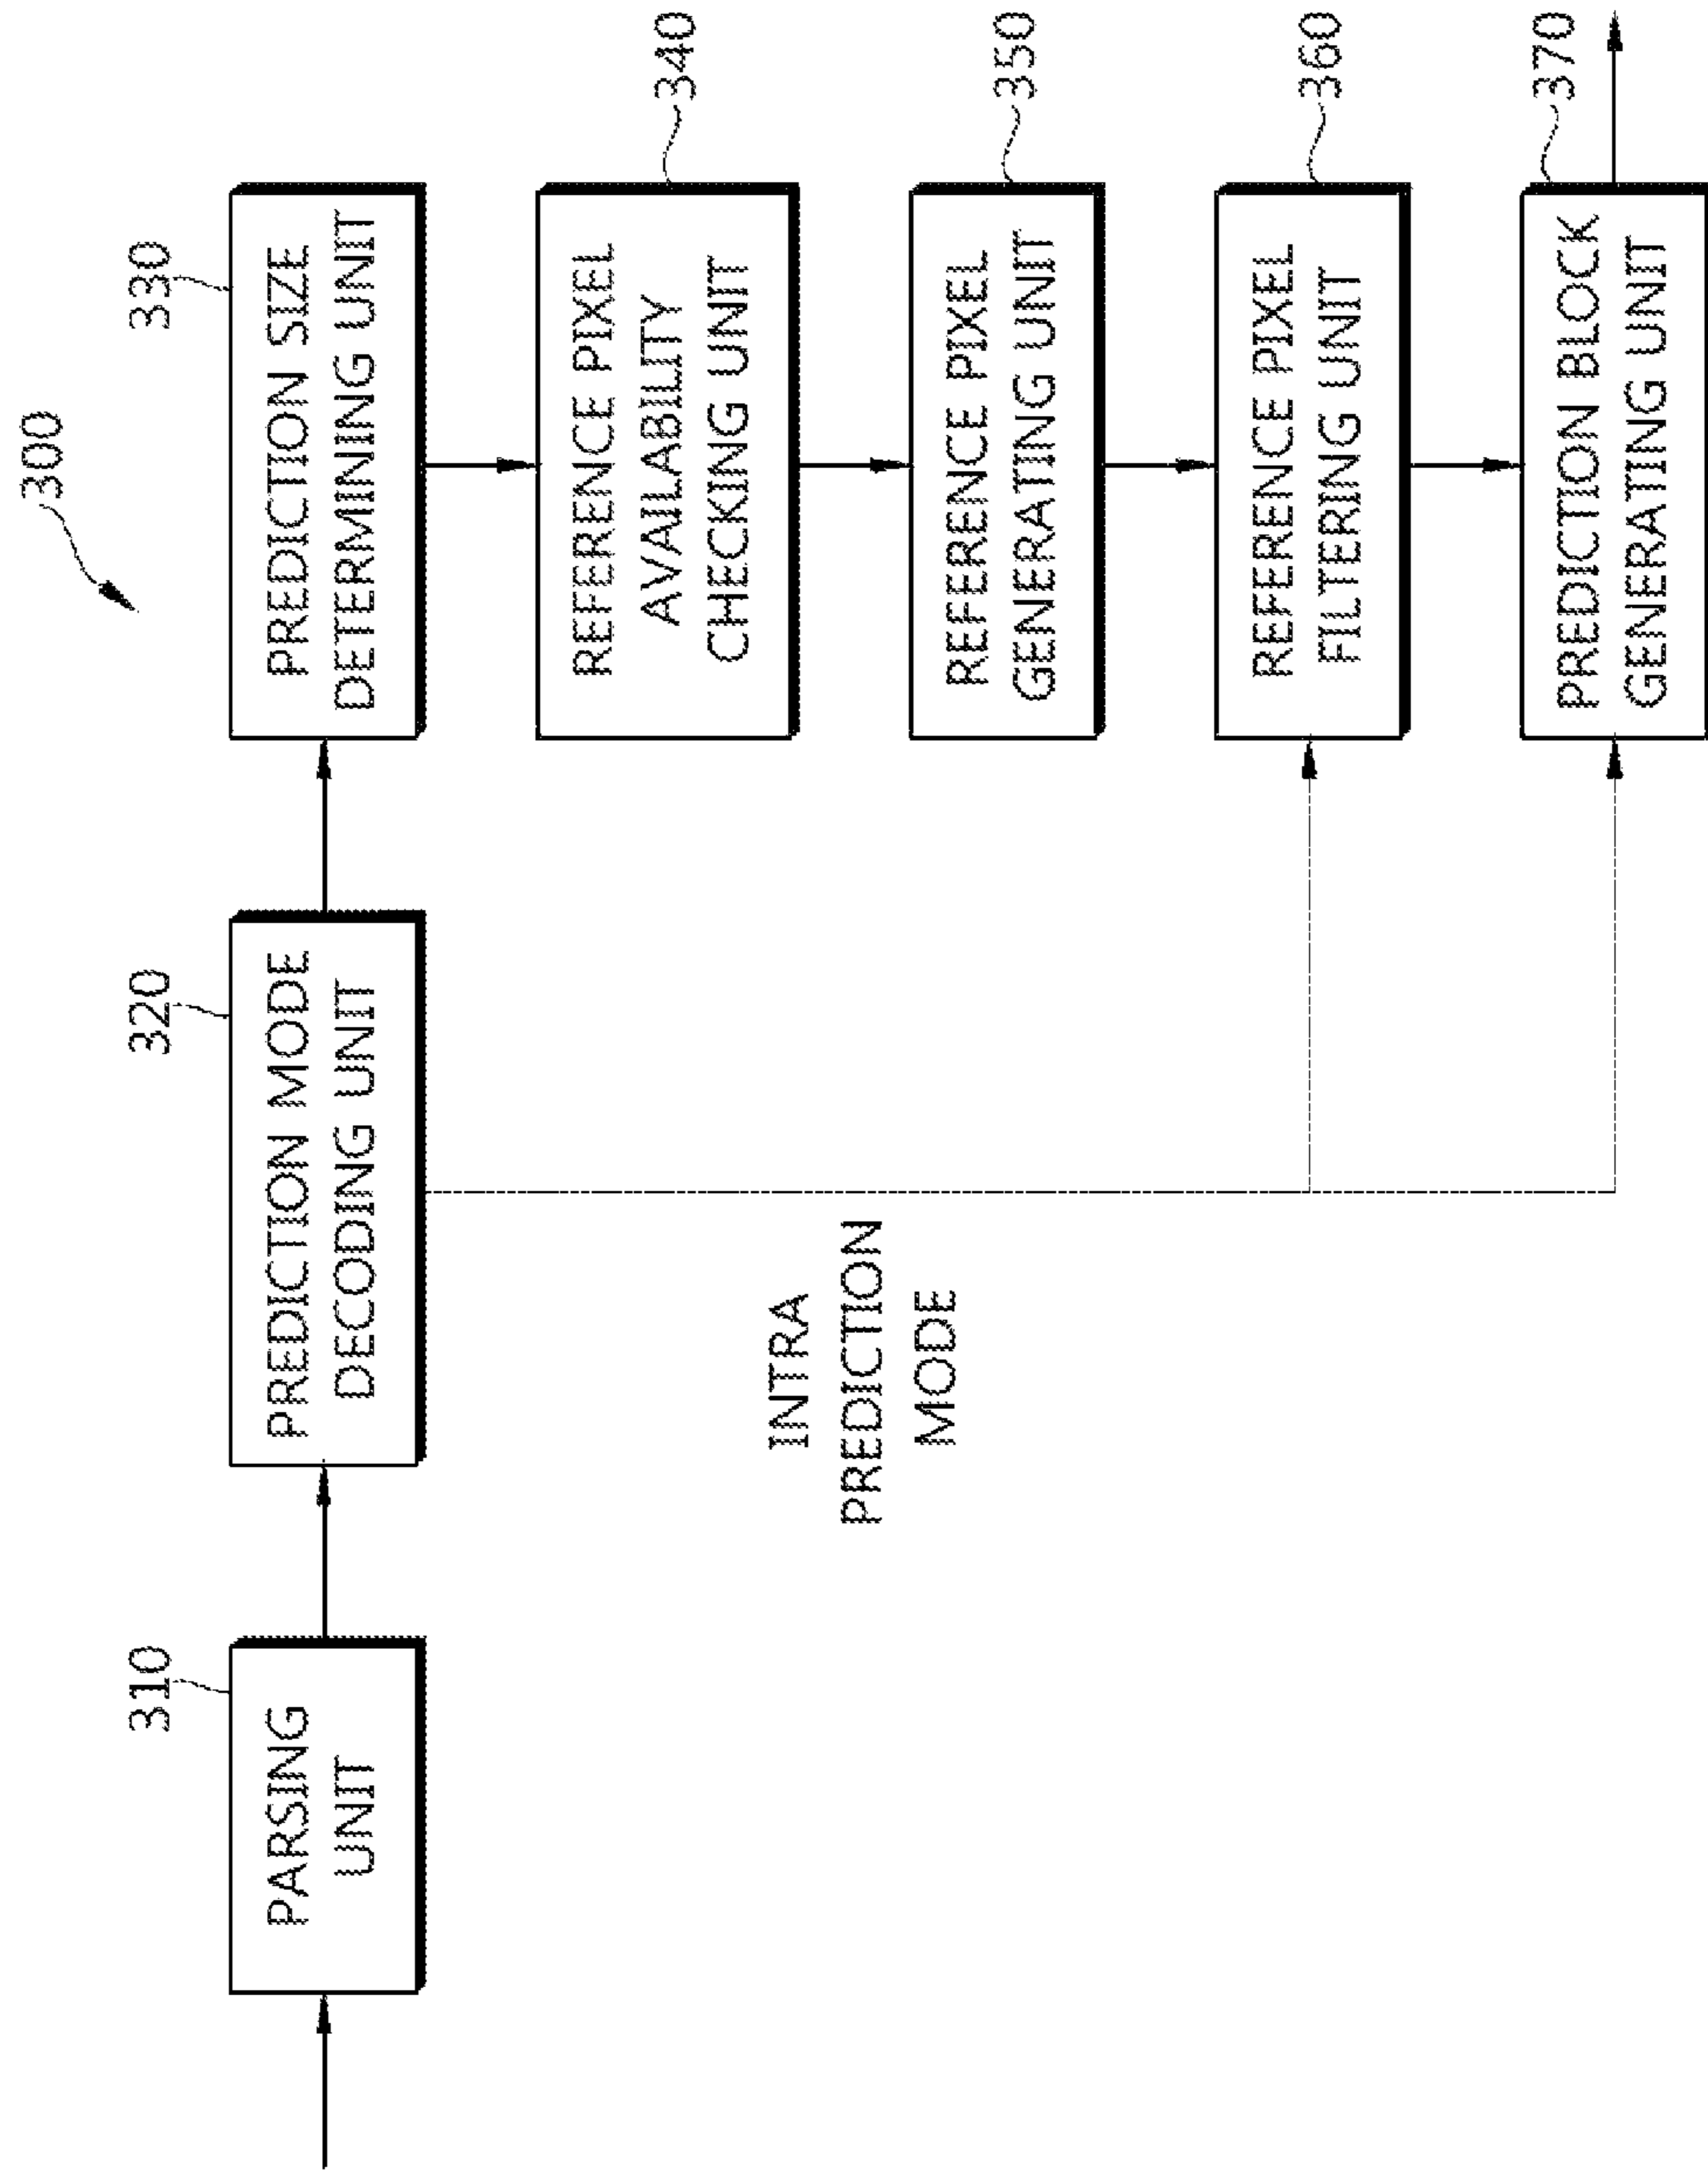 300
310
PARSING
UNIT
320
PREDICTION MODE
DECODING UNIT
330
PREDICTION SIZE
DETERMINING UNIT
INTRA
PREDICTION
MODE
REFERENCE PIXEL
AVAILABILITY
CHECKING UNIT
340
REFERENCE PIXEL
GENERATING UNIT
350
REFERENCE PIXEL
FILTERING UNIT
360
PREDICTION BLOCK
GENERATING UNIT
370